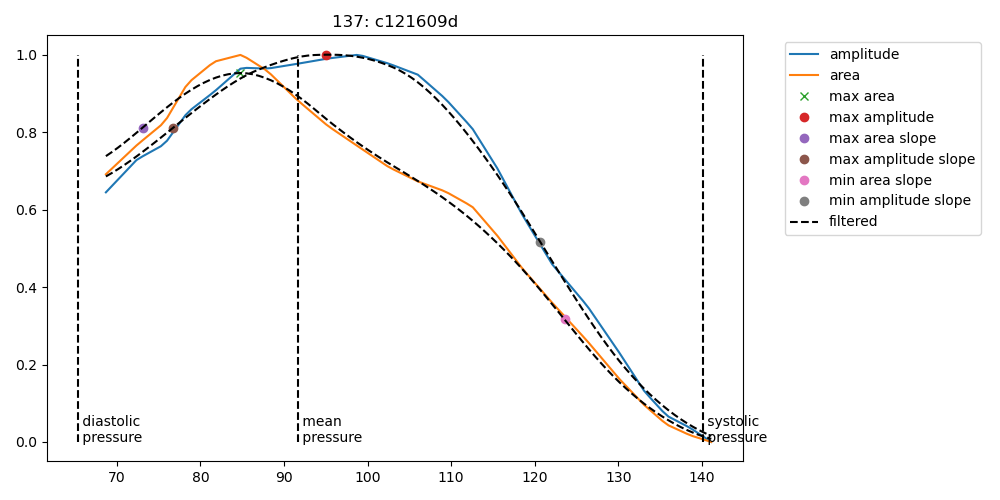 137: c121609d
1.0
0.8
0.6
0.4
0.2
0.0
diastolic
pressure
mean
pressure
systolic
pressure
70
80
90
100
110
120
130
140
amplitude
area
max area
max amplitude
max area slope
max amplitude slope
min area slope
min amplitude slope
filtered